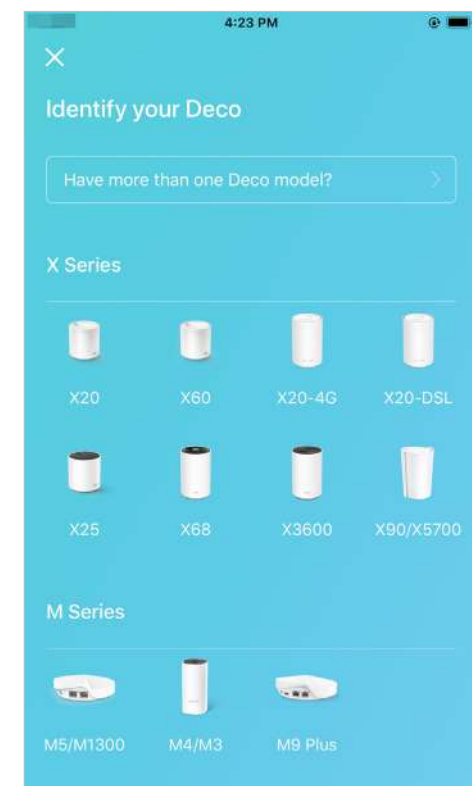 4:23 PM
Identify your Deco
Have more than one Deco model?
X Series
X20 X60 X20-4G X20-DSL
X25 X68 X3600 X90/X5700
M Series
M5/M1300 M4/M3 M9 Plus